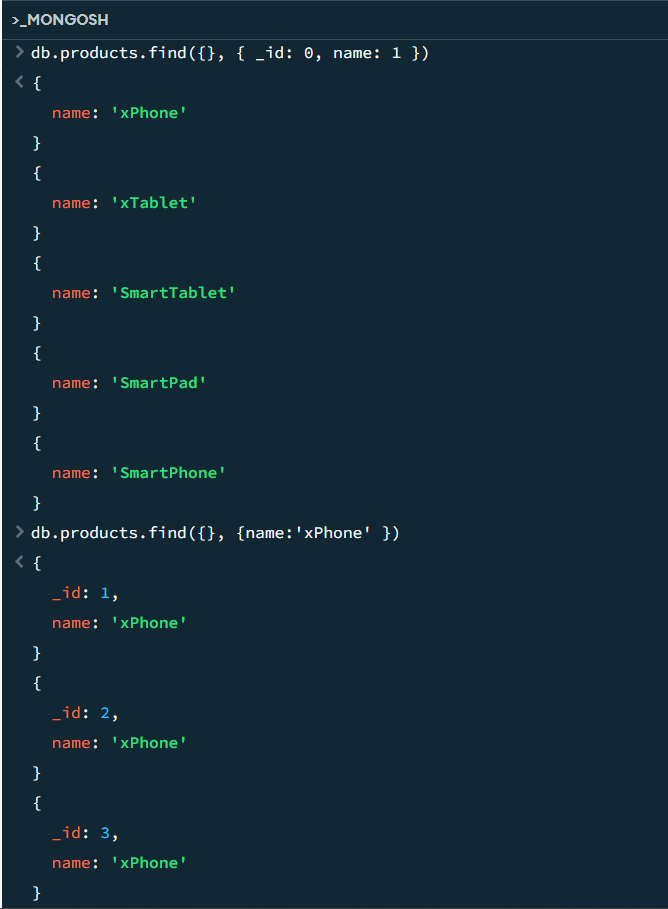 >_MONGOSH
> db.products.find({}, { _id: 0, name: 1 })
< {
name: 'xPhone'
}
{
name: 'xTablet'
}
{
name: 'SmartTablet'
}
{
name: 'SmartPad'
}
{
name: 'SmartPhone'
}
> db.products.find({}, {name:'xPhone' })
< {
_id: 1,
name: 'xPhone'
}
{
_id: 2,
name: 'xPhone'
}
{
_id: 3,
name: 'xPhone'
}